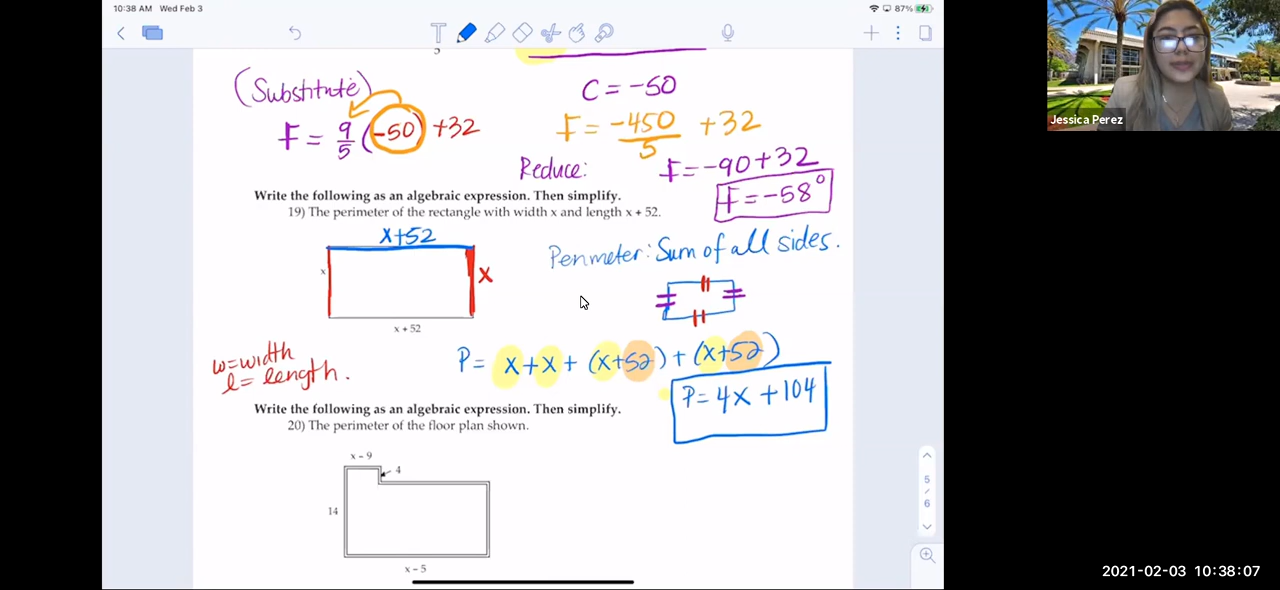 10:38 AM Wed Feb 3
87%
(Substitute)
C = -50
F = 9/5 (-50) +32
F = -450/5 +32
Reduce:
F = -90+32
F = -58°
Write the following as an algebraic expression. Then simplify.
19) The perimeter of the rectangle with width x and length x + 52.
x+52
Perimeter: Sum of all sides.
x
x
x + 52
w=width
l= length.
P = x+x + (x+52) + (x+52)
P= 4x +104
Write the following as an algebraic expression. Then simplify.
20) The perimeter of the floor plan shown.
x – 9
4
14
x – 5
5
/
6
Jessica Perez
2021-02-03 10:38:07